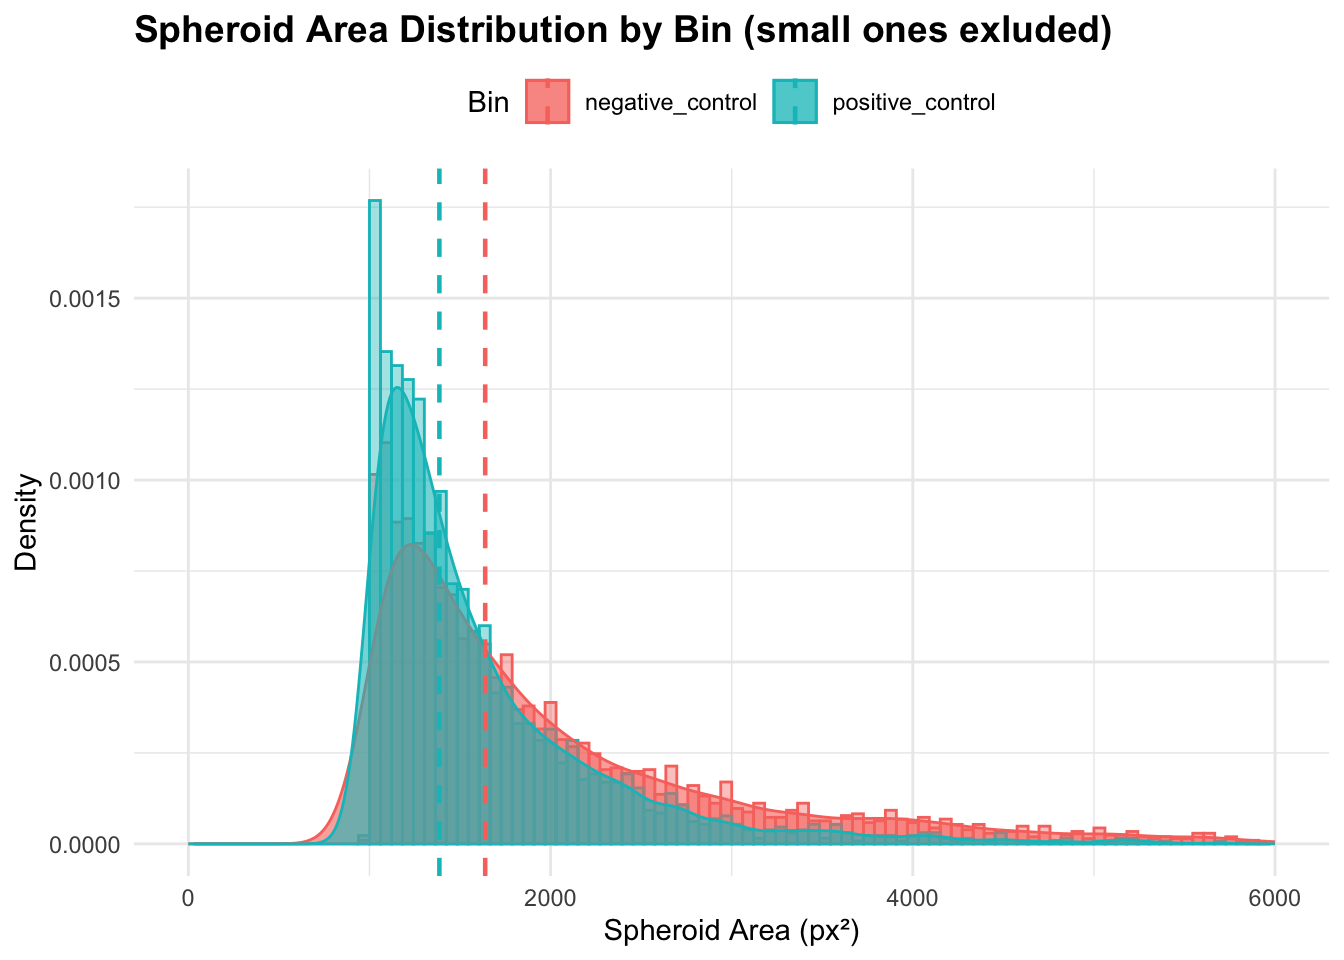 Spheroid Area Distribution by Bin (small ones exluded)
Bin negative_control positive_control
Density
0.0015
0.0010
0.0005
0.0000
0 2000 4000 6000
Spheroid Area (px²)